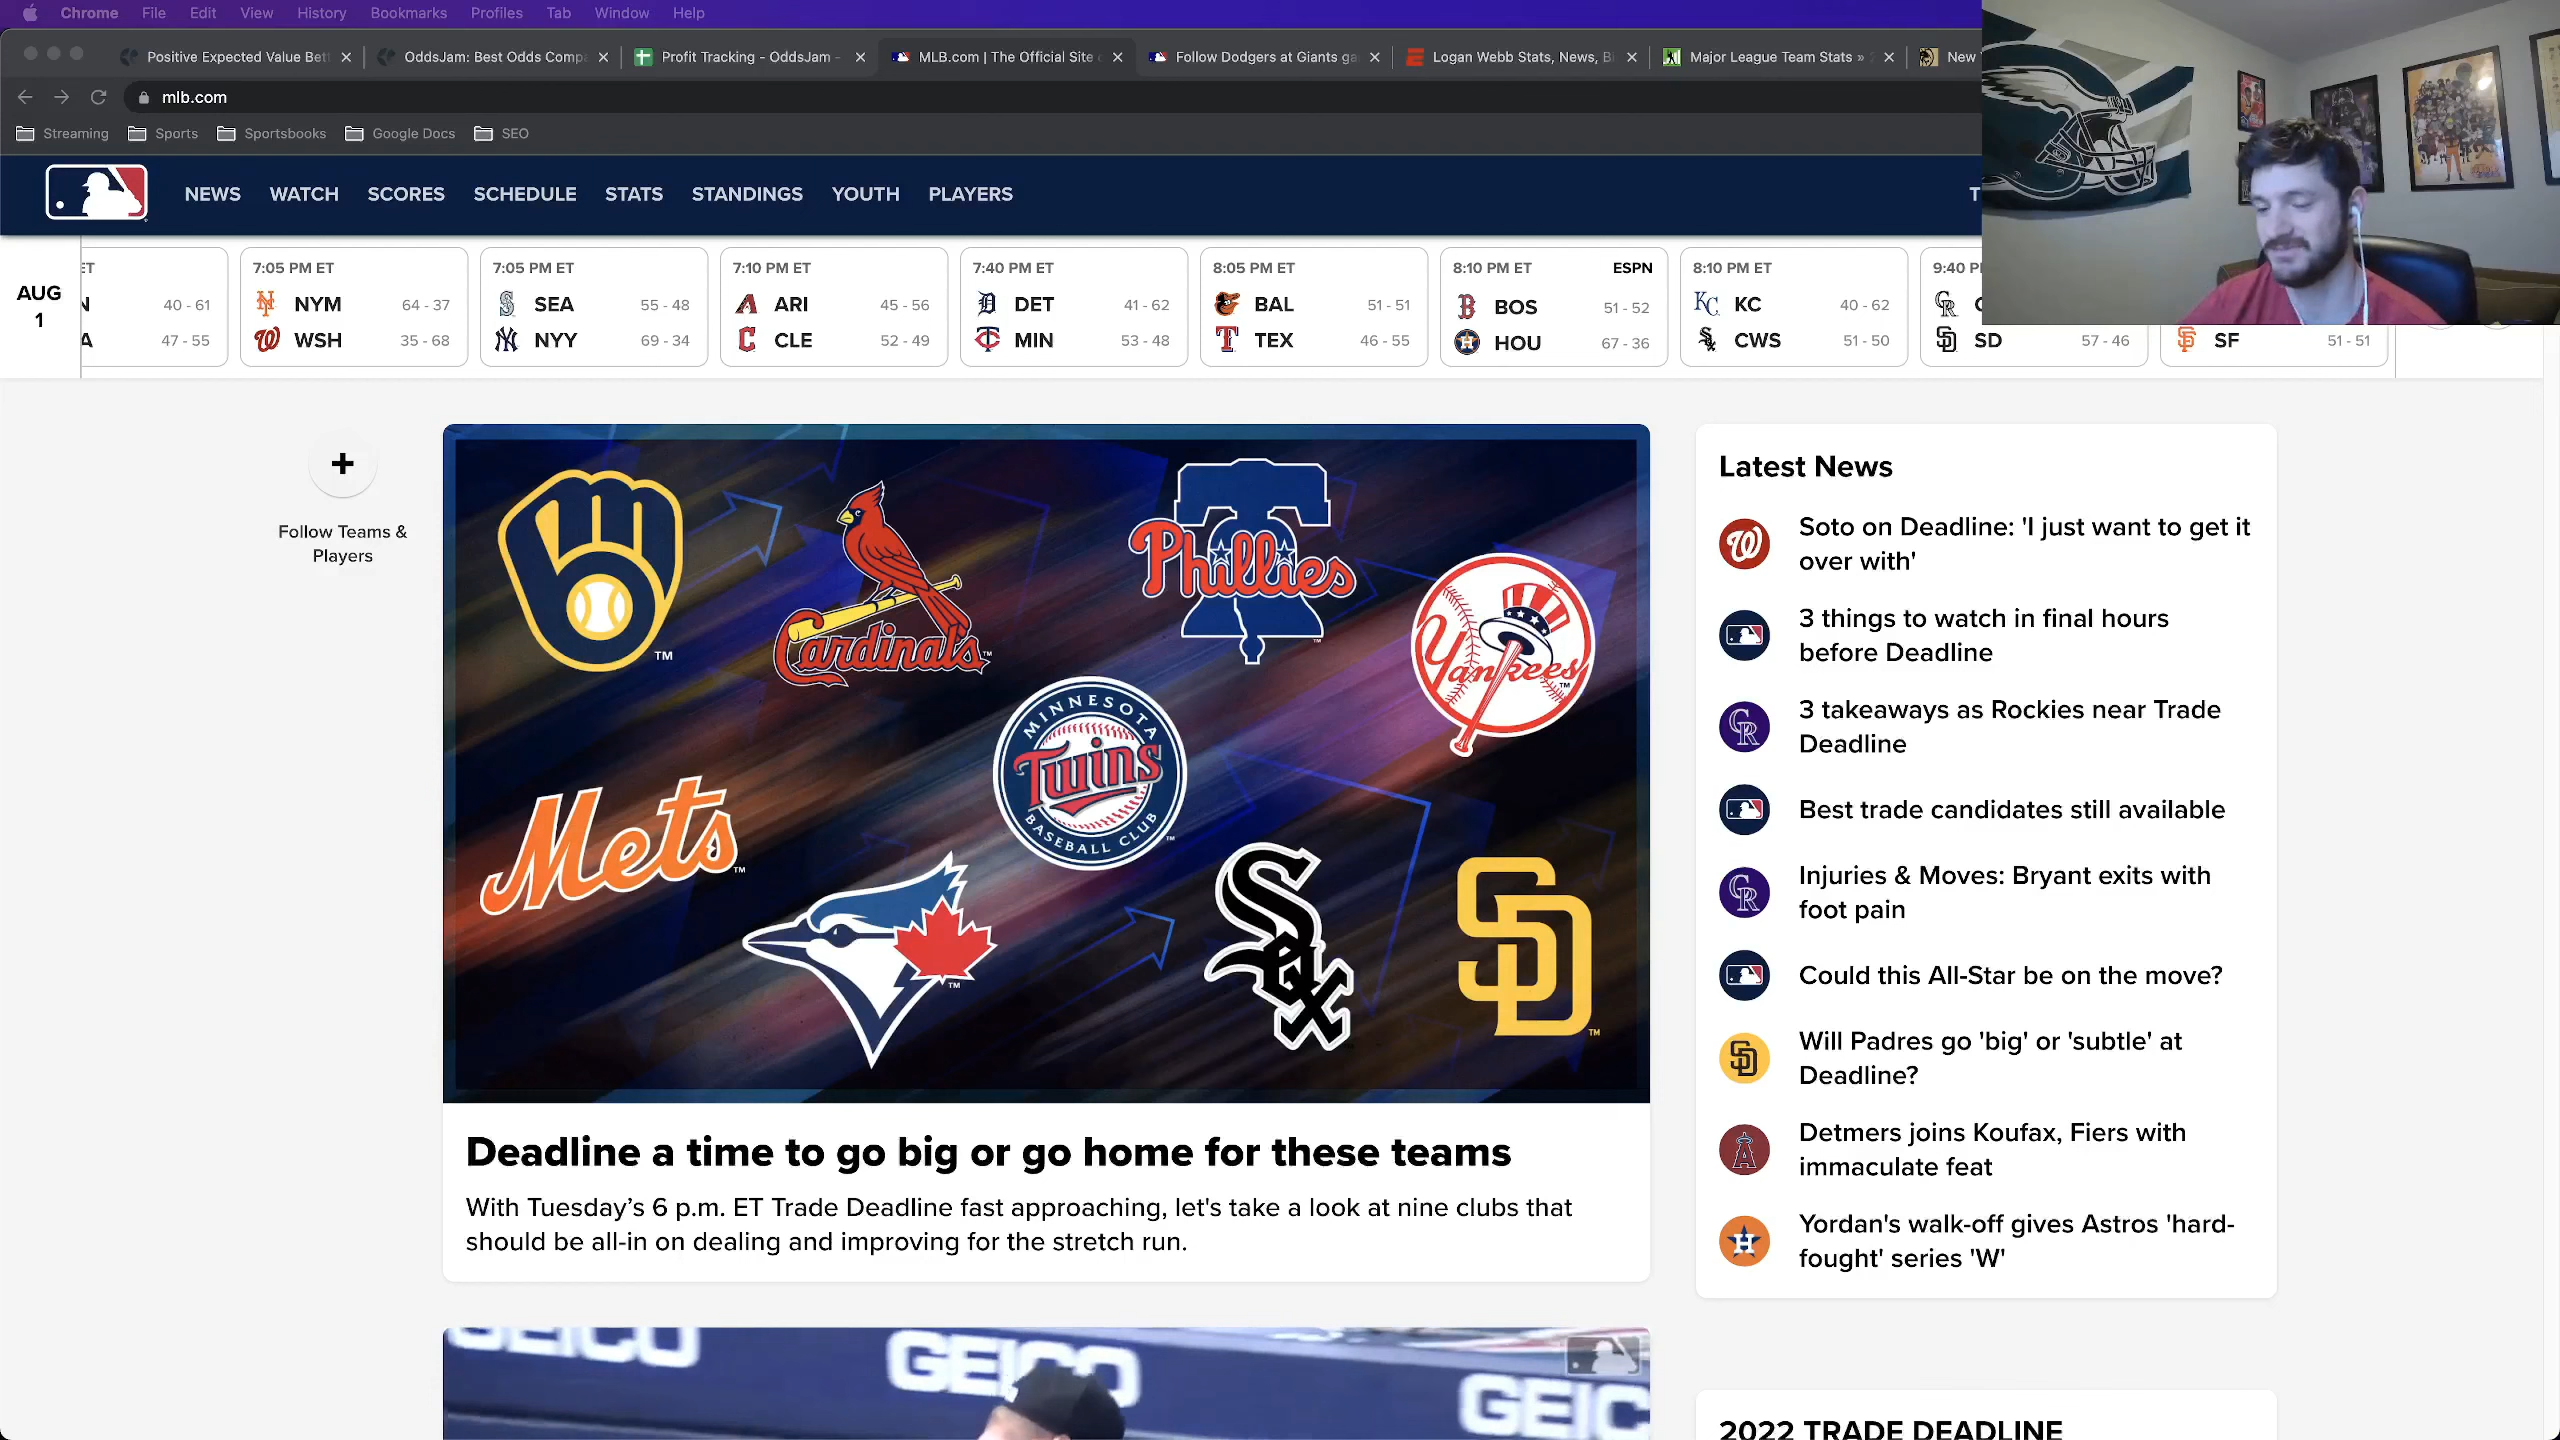 Chrome File Edit View History Bookmarks Profiles Tab Window Help
Positive Expected Value Bet OddsJam: Best Odds Comp Profit Tracking - OddsJam - MLB.com | The Official Site Follow Dodgers at Giants ga Logan Webb Stats, News, B Major League Team Stats » New
mlb.com
Streaming Sports Sportsbooks Google Docs SEO
NEWS WATCH SCORES SCHEDULE STATS STANDINGS YOUTH PLAYERS T
AUG
1
ET
N 40 - 61
A 47 - 55
7:05 PM ET
NYM 64 - 37
WSH 35 - 68
7:05 PM ET
SEA 55 - 48
NYY 69 - 34
7:10 PM ET
ARI 45 - 56
CLE 52 - 49
7:40 PM ET
DET 41 - 62
MIN 53 - 48
8:05 PM ET
BAL 51 - 51
TEX 46 - 55
8:10 PM ET ESPN
BOS 51 - 52
HOU 67 - 36
8:10 PM ET
KC 40 - 62
CWS 51 - 50
9:40 P
SD 57 - 46
SF 51 - 51
Follow Teams &
Players
Cardinals
Phillies
Yankees
Mets
MINNESOTA
Twins
BASEBALL CLUB
Sox
SD
Deadline a time to go big or go home for these teams
With Tuesday’s 6 p.m. ET Trade Deadline fast approaching, let's take a look at nine clubs that
should be all-in on dealing and improving for the stretch run.
GEICO GEICO GEIC
Latest News
Soto on Deadline: 'I just want to get it
over with'
3 things to watch in final hours
before Deadline
3 takeaways as Rockies near Trade
Deadline
Best trade candidates still available
Injuries & Moves: Bryant exits with
foot pain
Could this All-Star be on the move?
Will Padres go 'big' or 'subtle' at
Deadline?
Detmers joins Koufax, Fiers with
immaculate feat
Yordan's walk-off gives Astros 'hard-
fought' series 'W'
2022 TRADE DEADLINE